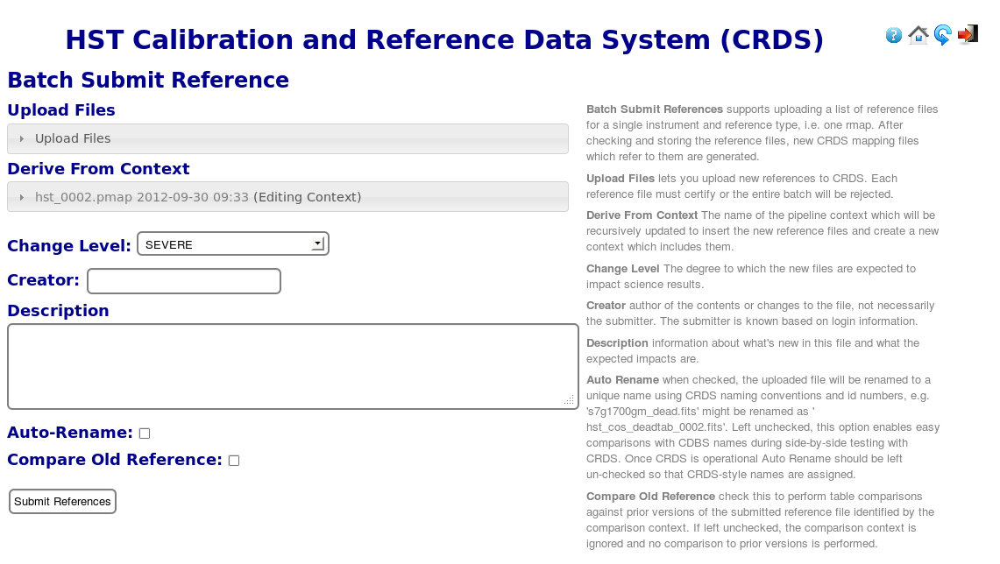 HST Calibration and Reference Data System (CRDS)
Batch Submit Reference
Upload Files
Upload Files
Derive From Context
hst_0002.pmap 2012-09-30 09:33 (Editing Context)
Change Level: SEVERE
Creator:
Description
Auto-Rename:
Compare Old Reference:
Submit References
Batch Submit References supports uploading a list of reference files
for a single instrument and reference type, i.e. one rmap. After
checking and storing the reference files, new CRDS mapping files
which refer to them are generated.
Upload Files lets you upload new references to CRDS. Each
reference file must certify or the entire batch will be rejected.
Derive From Context The name of the pipeline context which will be
recursively updated to insert the new reference files and create a new
context which includes them.
Change Level The degree to which the new files are expected to
impact science results.
Creator author of the contents or changes to the file, not necessarily
the submitter. The submitter is known based on login information.
Description information about what's new in this file and what the
expected impacts are.
Auto Rename when checked, the uploaded file will be renamed to a
unique name using CRDS naming conventions and id numbers, e.g.
's7g1700gm_dead.fits' might be renamed as '
hst_cos_deadtab_0002.fits'. Left unchecked, this option enables easy
comparisons with CDBS names during side-by-side testing with
CRDS. Once CRDS is operational Auto Rename should be left
un-checked so that CRDS-style names are assigned.
Compare Old Reference check this to perform table comparisons
against prior versions of the submitted reference file identified by the
comparison context. If left unchecked, the comparison context is
ignored and no comparison to prior versions is performed.